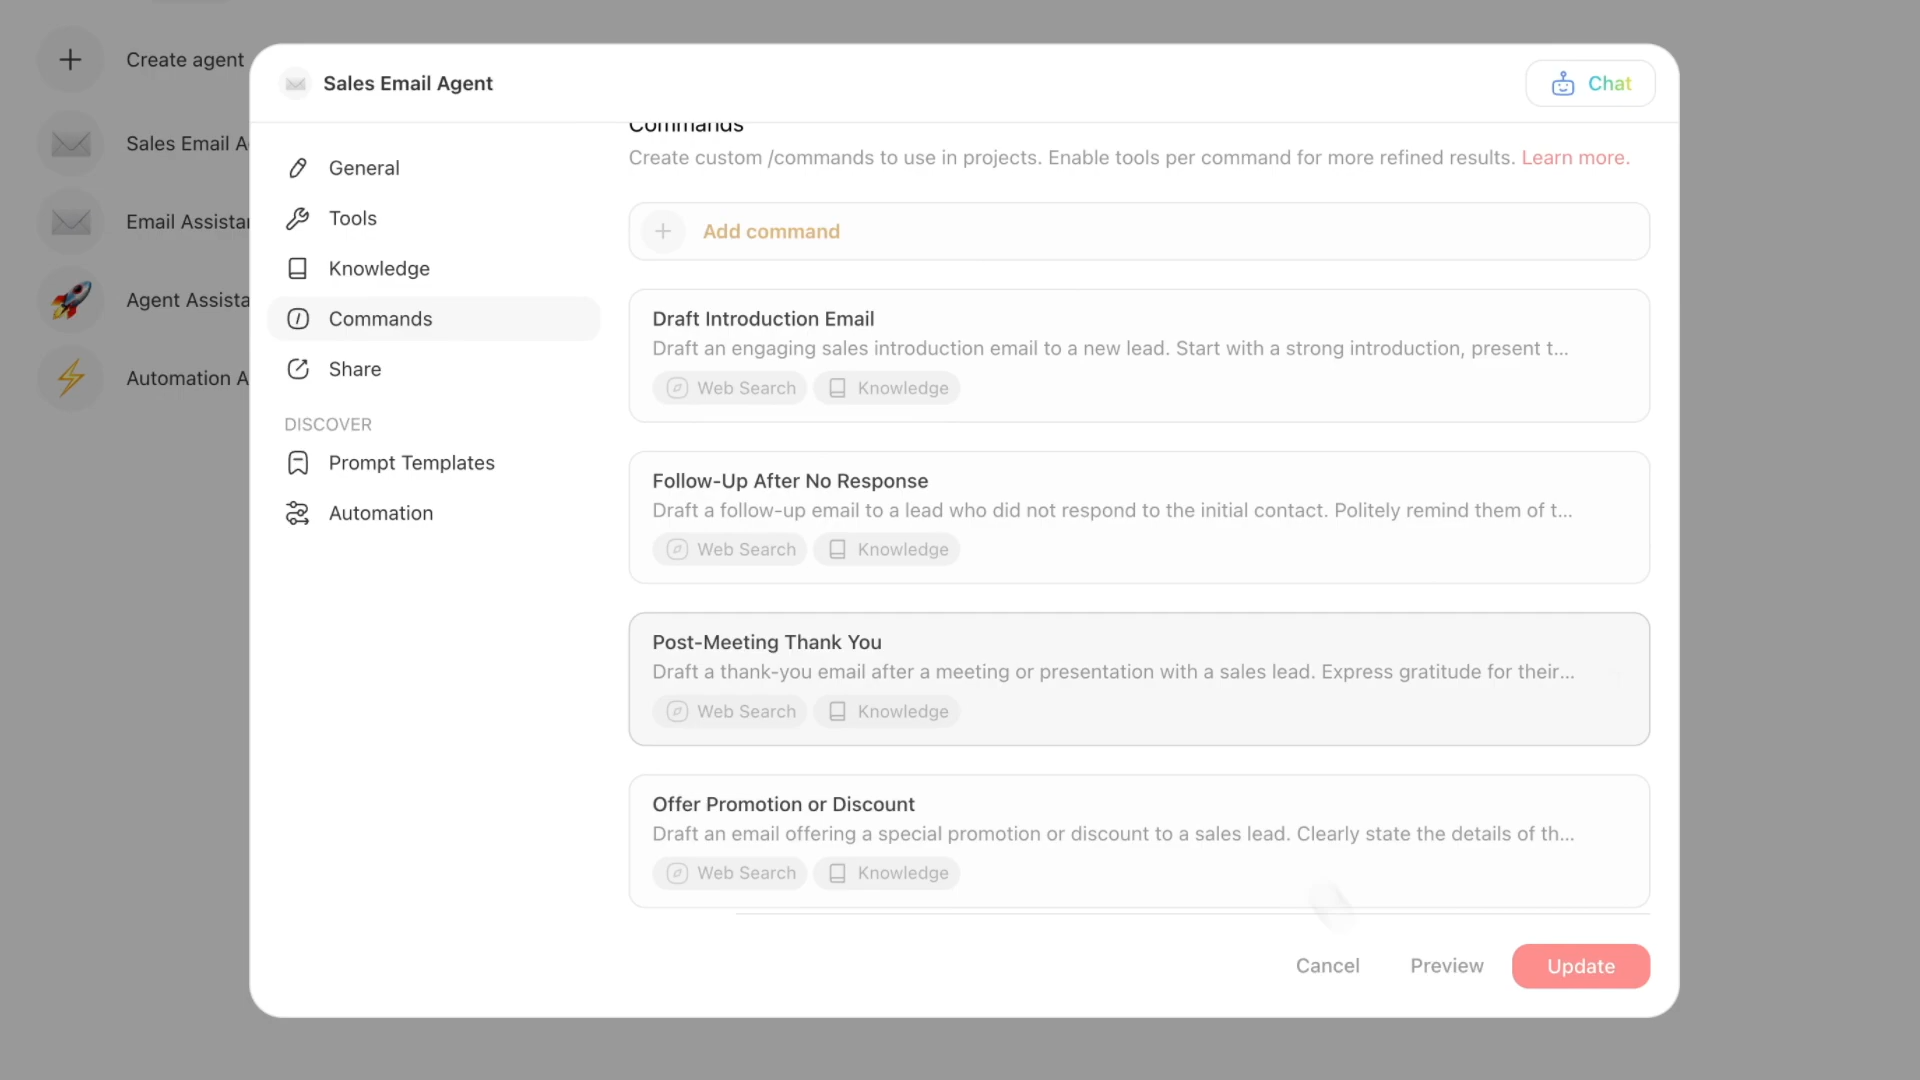 Create agent
Sales Email A
Email Assistan
Agent Assista
Automation A
Sales Email Agent
Chat
General
Tools
Knowledge
Commands
Share
DISCOVER
Prompt Templates
Automation
Commands
Create custom /commands to use in projects. Enable tools per command for more refined results. Learn more.
Add command
Draft Introduction Email
Draft an engaging sales introduction email to a new lead. Start with a strong introduction, present t...
Web Search Knowledge
Follow-Up After No Response
Draft a follow-up email to a lead who did not respond to the initial contact. Politely remind them of t...
Web Search Knowledge
Post-Meeting Thank You
Draft a thank-you email after a meeting or presentation with a sales lead. Express gratitude for their...
Web Search Knowledge
Offer Promotion or Discount
Draft an email offering a special promotion or discount to a sales lead. Clearly state the details of th...
Web Search Knowledge
Cancel Preview Update